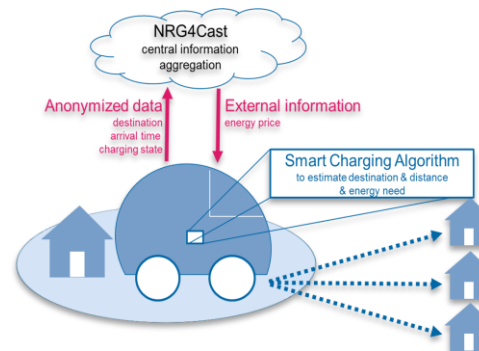 NRG4Cast
central information
aggregation
Anonymized data
destination
arrival time
charging state
External information
energy price
Smart Charging Algorithm
to estimate destination & distance
& energy need